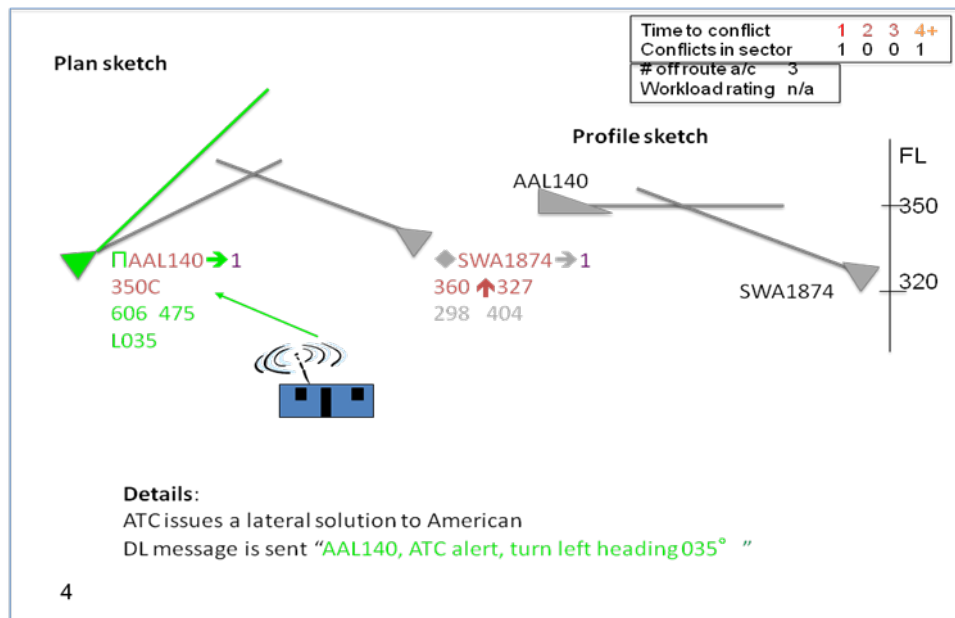 Time to conflict 1 2 3 4+
Conflicts in sector 1 0 0 1
# off route a/c 3
Workload rating n/a
Plan sketch
Profile sketch
FL
AAL140
350
SWA1874
320
ΠAAL140➔1
350C
606 475
L035
◆SWA1874➔1
360 🡅327
298 404
Details:
ATC issues a lateral solution to American
DL message is sent “AAL140, ATC alert, turn left heading 035° ”
4